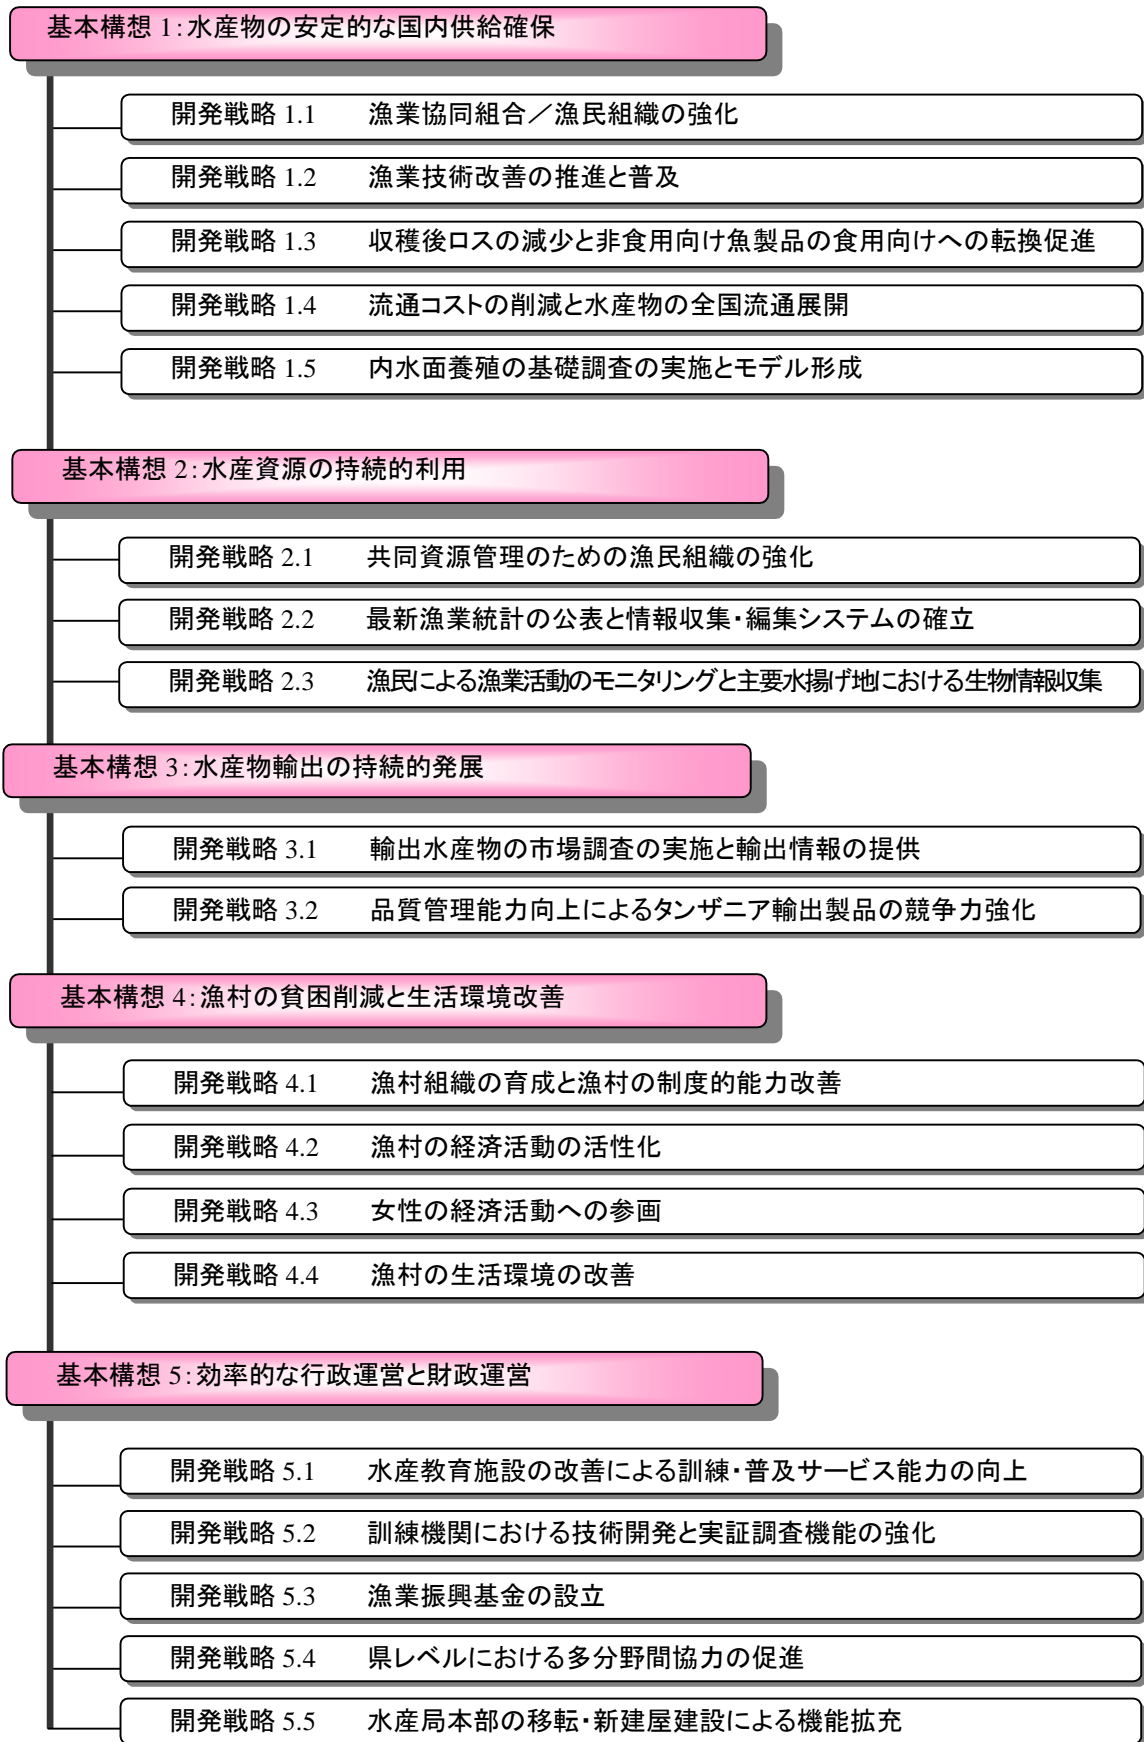 基本構想 1:水産物の安定的な国内供給確保
開発戦略 1.1 漁業協同組合／漁民組織の強化
開発戦略 1.2 漁業技術改善の推進と普及
開発戦略 1.3 収穫後ロスの減少と非食用向け魚製品の食用向けへの転換促進
開発戦略 1.4 流通コストの削減と水産物の全国流通展開
開発戦略 1.5 内水面養殖の基礎調査の実施とモデル形成
基本構想 2:水産資源の持続的利用
開発戦略 2.1 共同資源管理のための漁民組織の強化
開発戦略 2.2 最新漁業統計の公表と情報収集・編集システムの確立
開発戦略 2.3 漁民による漁業活動のモニタリングと主要水揚げ地における生物情報収集
基本構想 3:水産物輸出の持続的発展
開発戦略 3.1 輸出水産物の市場調査の実施と輸出情報の提供
開発戦略 3.2 品質管理能力向上によるタンザニア輸出製品の競争力強化
基本構想 4:漁村の貧困削減と生活環境改善
開発戦略 4.1 漁村組織の育成と漁村の制度的能力改善
開発戦略 4.2 漁村の経済活動の活性化
開発戦略 4.3 女性の経済活動への参画
開発戦略 4.4 漁村の生活環境の改善
基本構想 5:効率的な行政運営と財政運営
開発戦略 5.1 水産教育施設の改善による訓練・普及サービス能力の向上
開発戦略 5.2 訓練機関における技術開発と実証調査機能の強化
開発戦略 5.3 漁業振興基金の設立
開発戦略 5.4 県レベルにおける多分野間協力の促進
開発戦略 5.5 水産局本部の移転・新建屋建設による機能拡充